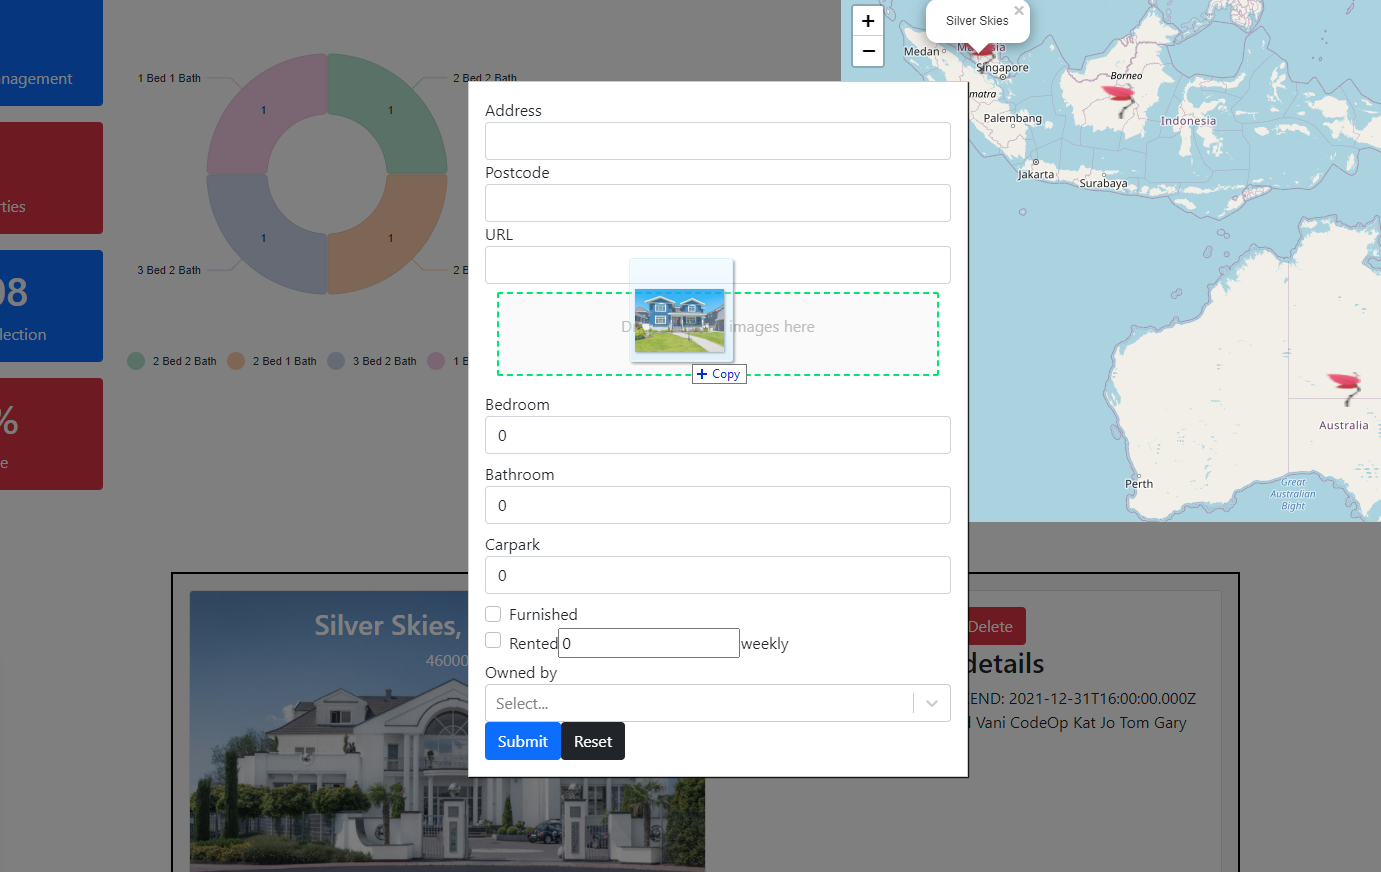 nagement
rties
08
lection
%
e
1 Bed 1 Bath
2 Bed 2 Bath
1
1
1
1
3 Bed 2 Bath
2 B
2 Bed 2 Bath
2 Bed 1 Bath
3 Bed 2 Bath
1 B
+
−
Silver Skies
×
Medan
Malaysia
Singapore
Borneo
matra
Palembang
Indonesia
Jakarta
Surabaya
Australia
Perth
Great
Australian
Bight
Address
Postcode
URL
D images here
+ Copy
Bedroom
0
Bathroom
0
Carpark
0
Furnished
Rented 0 weekly
Owned by
Select...
Submit
Reset
Silver Skies,
46000
Delete
details
END: 2021-12-31T16:00:00.000Z
Vani CodeOp Kat Jo Tom Gary